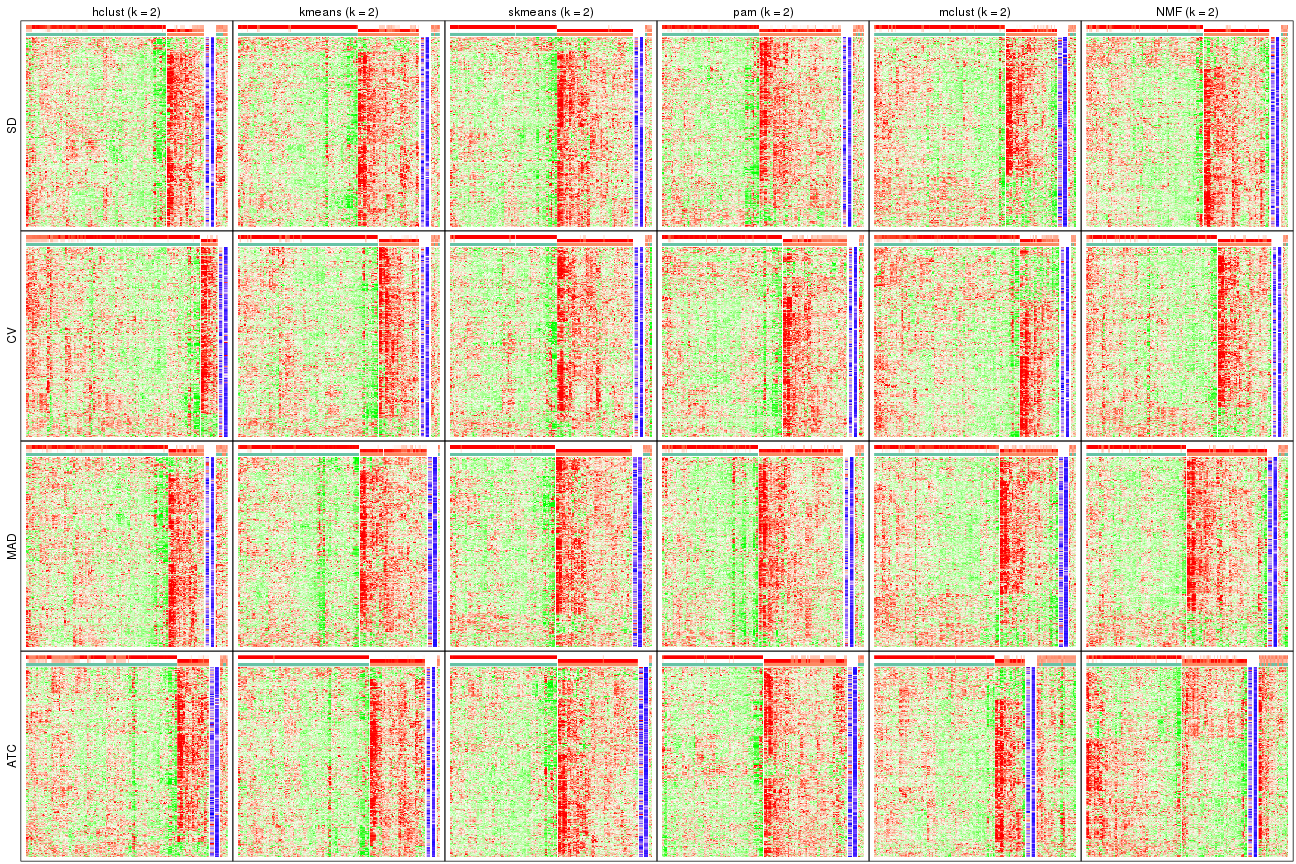 hclust (k = 2) kmeans (k = 2) skmeans (k = 2) pam (k = 2) mclust (k = 2) NMF (k = 2)
SD
CV
MAD
ATC